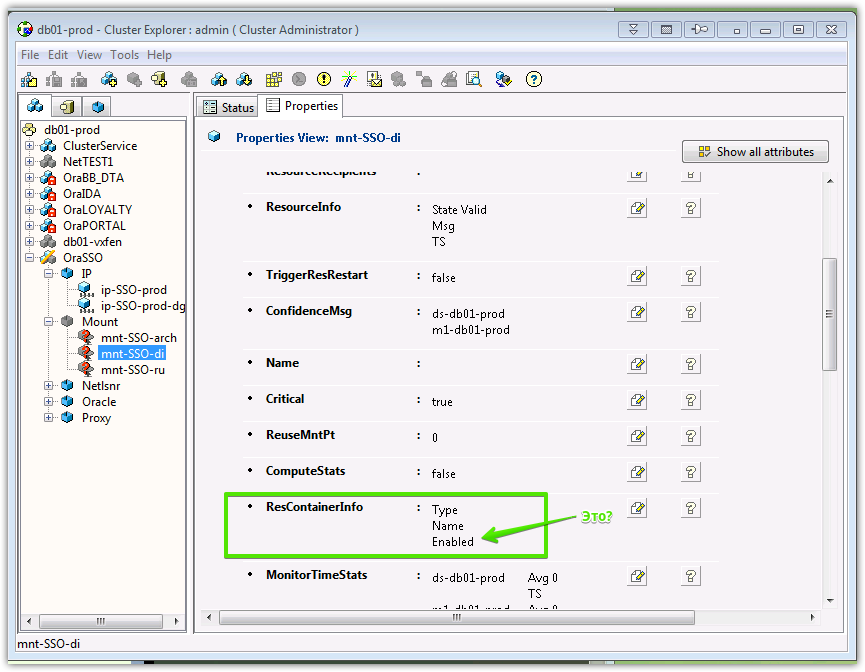 db01-prod - Cluster Explorer : admin ( Cluster Administrator )
File Edit View Tools Help
Status Properties
db01-prod
ClusterService
NetTEST1
OraBB_DTA
OraIDA
OraLOYALTY
OraPORTAL
db01-vxfen
OraSSO
IP
ip-SSO-prod
ip-SSO-prod-dg
Mount
mnt-SSO-arch
mnt-SSO-di
mnt-SSO-ru
Netlsnr
Oracle
Proxy
Properties View: mnt-SSO-di
Show all attributes
ResourceRecipients :
ResourceInfo : State Valid
Msg
TS
TriggerResRestart : false
ConfidenceMsg : ds-db01-prod
m1-db01-prod
Name :
Critical : true
ReuseMntPt : 0
ComputeStats : false
ResContainerInfo : Type
Name
Enabled
Это?
MonitorTimeStats : ds-db01-prod Avg 0
TS
m1-db01-prod Avg 0
mnt-SSO-di